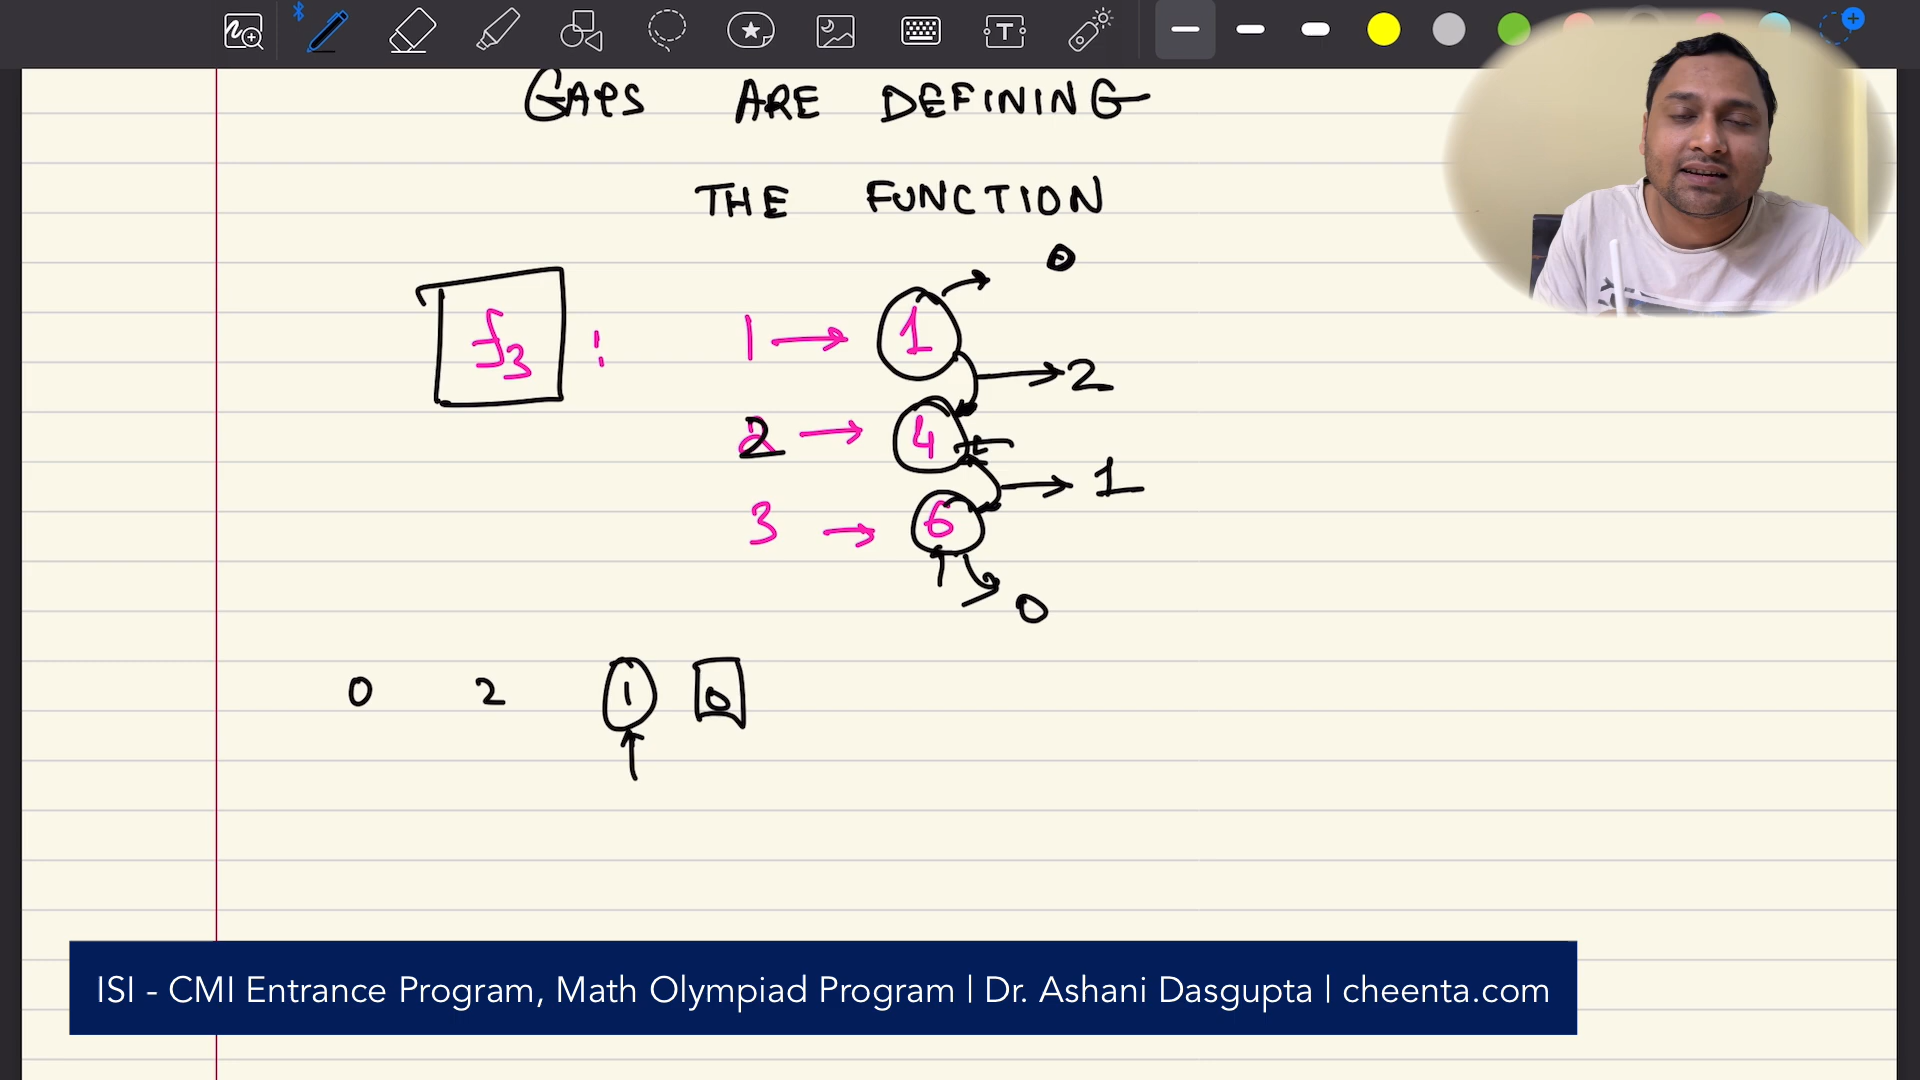 GAPS ARE DEFINING
THE FUNCTION
0
f3 : 1 → 1
→ 2
2 → 4
→ 1
3 → 6
0
0 2 1 0
ISI - CMI Entrance Program, Math Olympiad Program | Dr. Ashani Dasgupta | cheenta.com